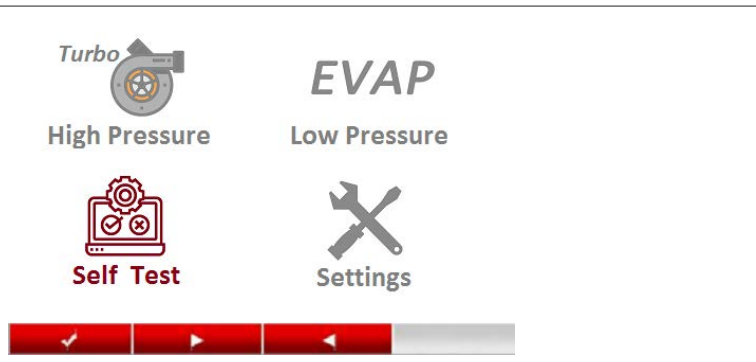 Turbo
EVAP
High Pressure
Low Pressure
Self Test
Settings